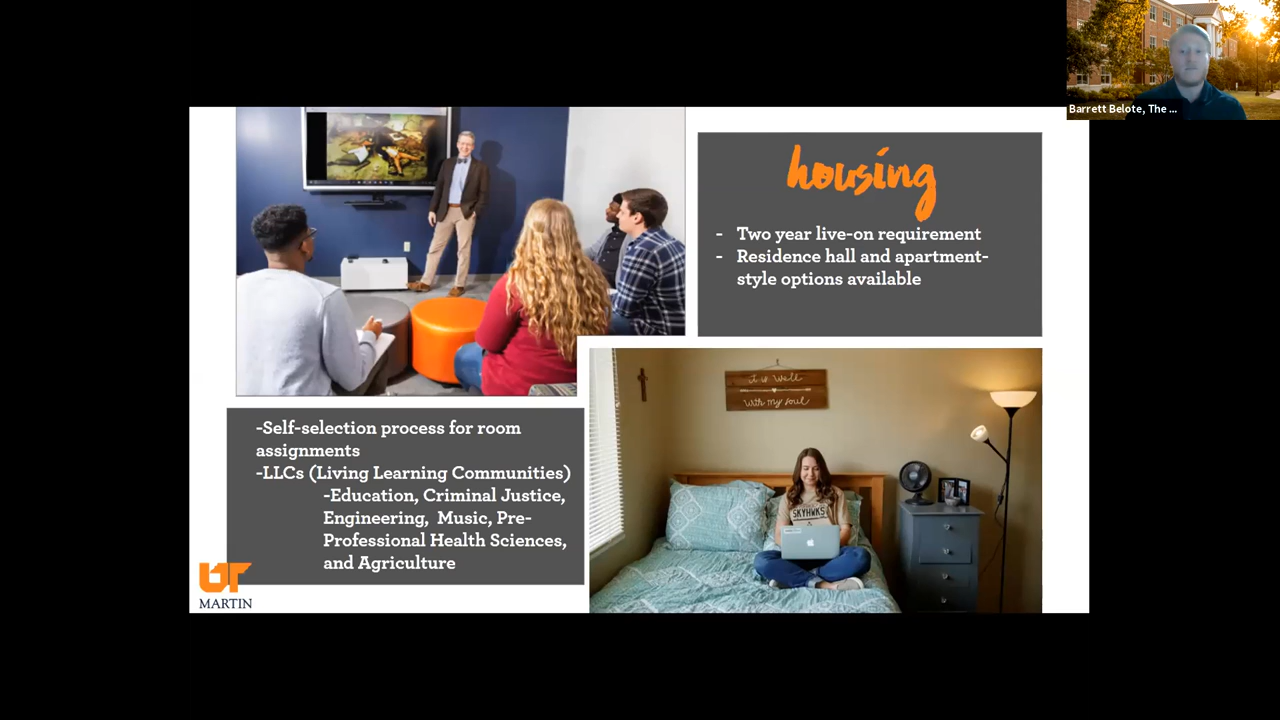 Barrett Belote, The ...
housing
- Two year live-on requirement
- Residence hall and apartment-
style options available
It is Well
with my soul
SKYHWKS
-Self-selection process for room
assignments
-LLCs (Living Learning Communities)
-Education, Criminal Justice,
Engineering, Music, Pre-
Professional Health Sciences,
and Agriculture
UT
MARTIN